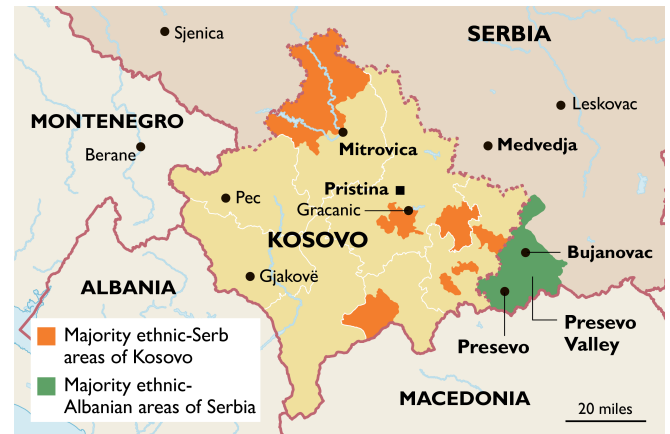 SERBIA
Sjenica
Leskovac
MONTENEGRO
Berane
Mitrovica
Medvedja
Pristina
Pec
Gracanic
KOSOVO
Bujanovac
Gjakovë
ALBANIA
Presevo
Valley
Presevo
Majority ethnic-Serb
areas of Kosovo
Majority ethnic-
Albanian areas of Serbia
MACEDONIA
20 miles